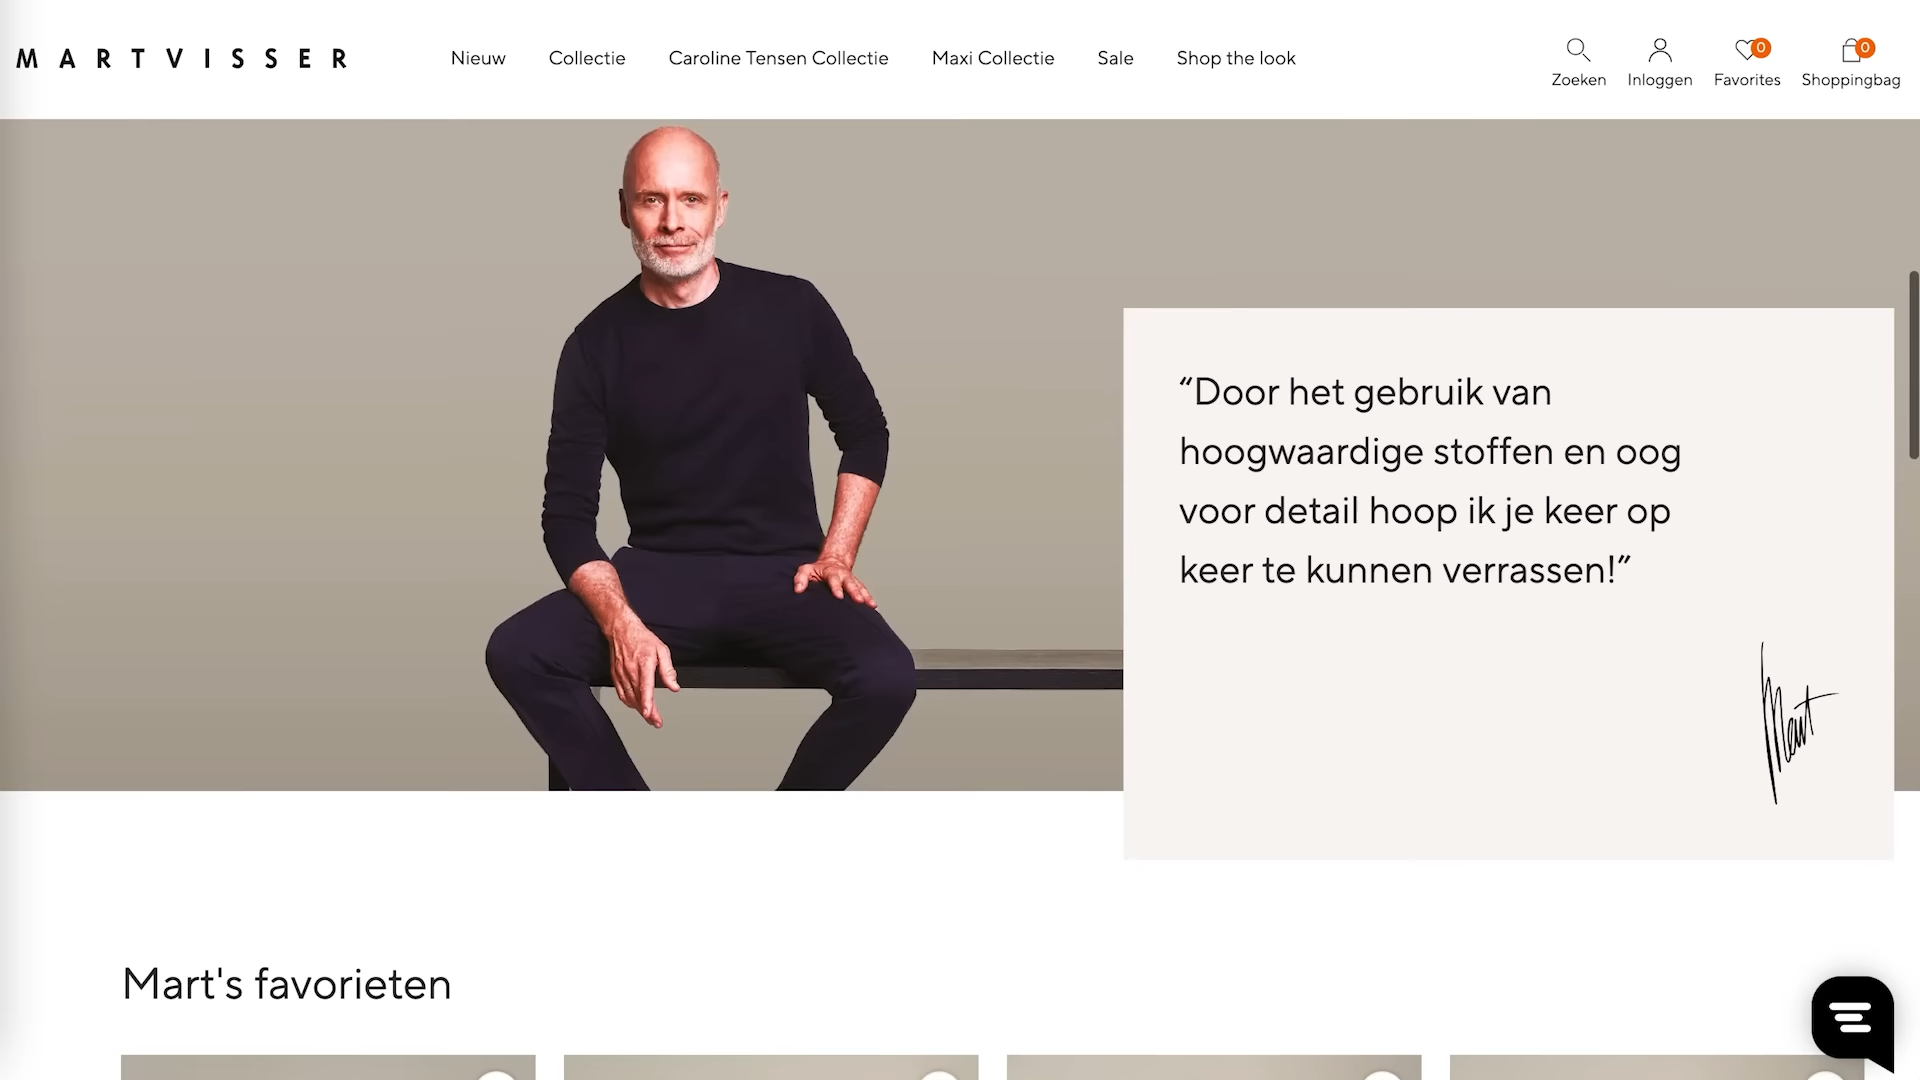 MARTVISSER
Nieuw
Collectie
Caroline Tensen Collectie
Maxi Collectie
Sale
Shop the look
Zoeken
Inloggen
0
Favorites
0
Shoppingbag
“Door het gebruik van
hoogwaardige stoffen en oog
voor detail hoop ik je keer op
keer te kunnen verrassen!”
Mart
Mart's favorieten